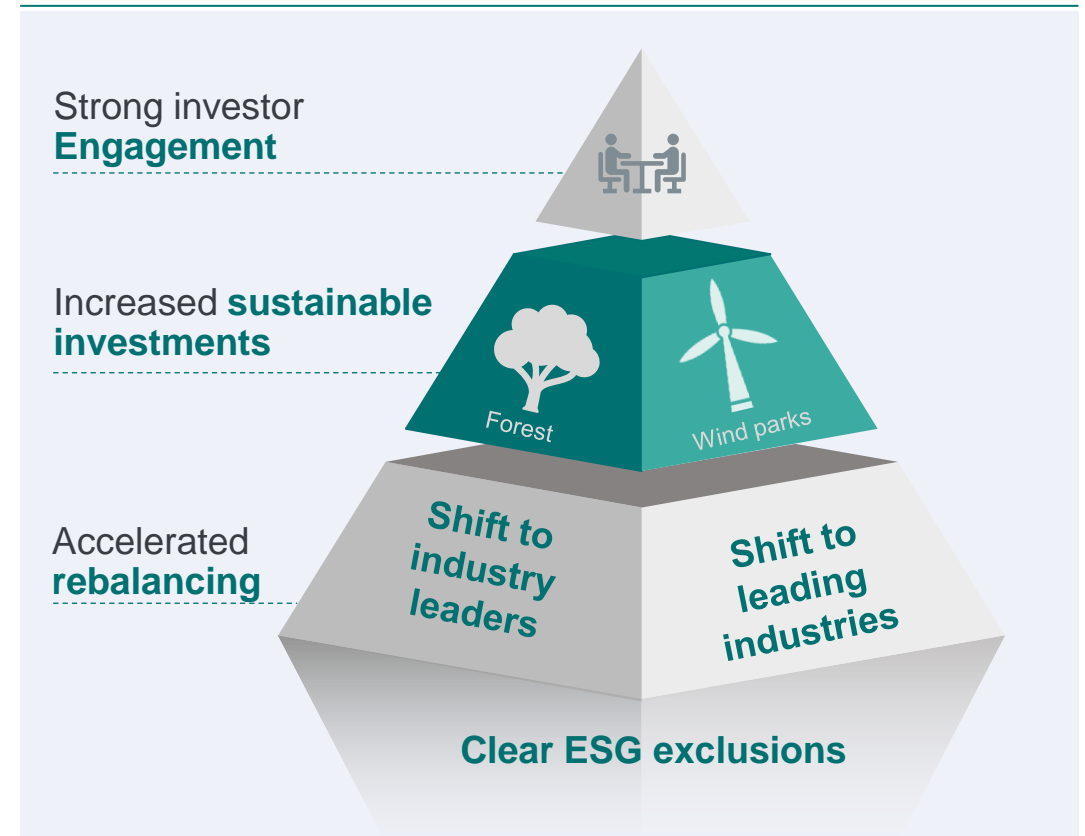 Strong investor
Engagement
Increased sustainable
investments
Forest
Wind parks
Accelerated
rebalancing
Shift to
industry
leaders
Shift to
leading
industries
Clear ESG exclusions